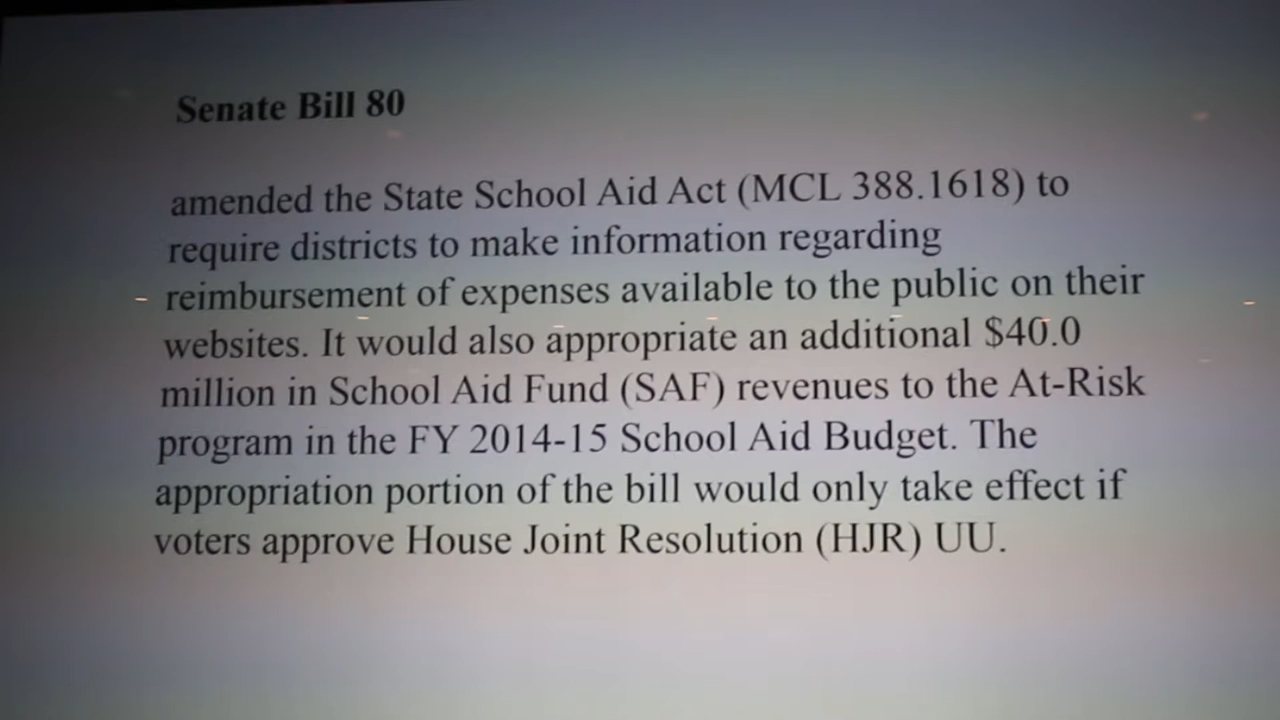 Senate Bill 80
amended the State School Aid Act (MCL 388.1618) to
require districts to make information regarding
reimbursement of expenses available to the public on their
websites. It would also appropriate an additional $40.0
million in School Aid Fund (SAF) revenues to the At-Risk
program in the FY 2014-15 School Aid Budget. The
appropriation portion of the bill would only take effect if
voters approve House Joint Resolution (HJR) UU.